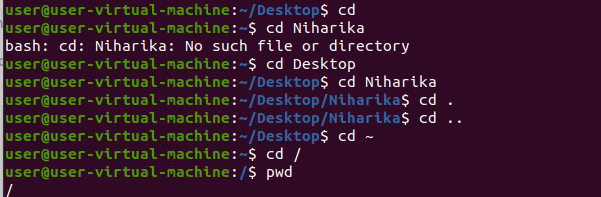 user@user-virtual-machine:~/Desktop$ cd
user@user-virtual-machine:~$ cd Niharika
bash: cd: Niharika: No such file or directory
user@user-virtual-machine:~$ cd Desktop
user@user-virtual-machine:~/Desktop$ cd Niharika
user@user-virtual-machine:~/Desktop/Niharika$ cd .
user@user-virtual-machine:~/Desktop/Niharika$ cd ..
user@user-virtual-machine:~/Desktop$ cd ~
user@user-virtual-machine:~$ cd /
user@user-virtual-machine:/$ pwd
/